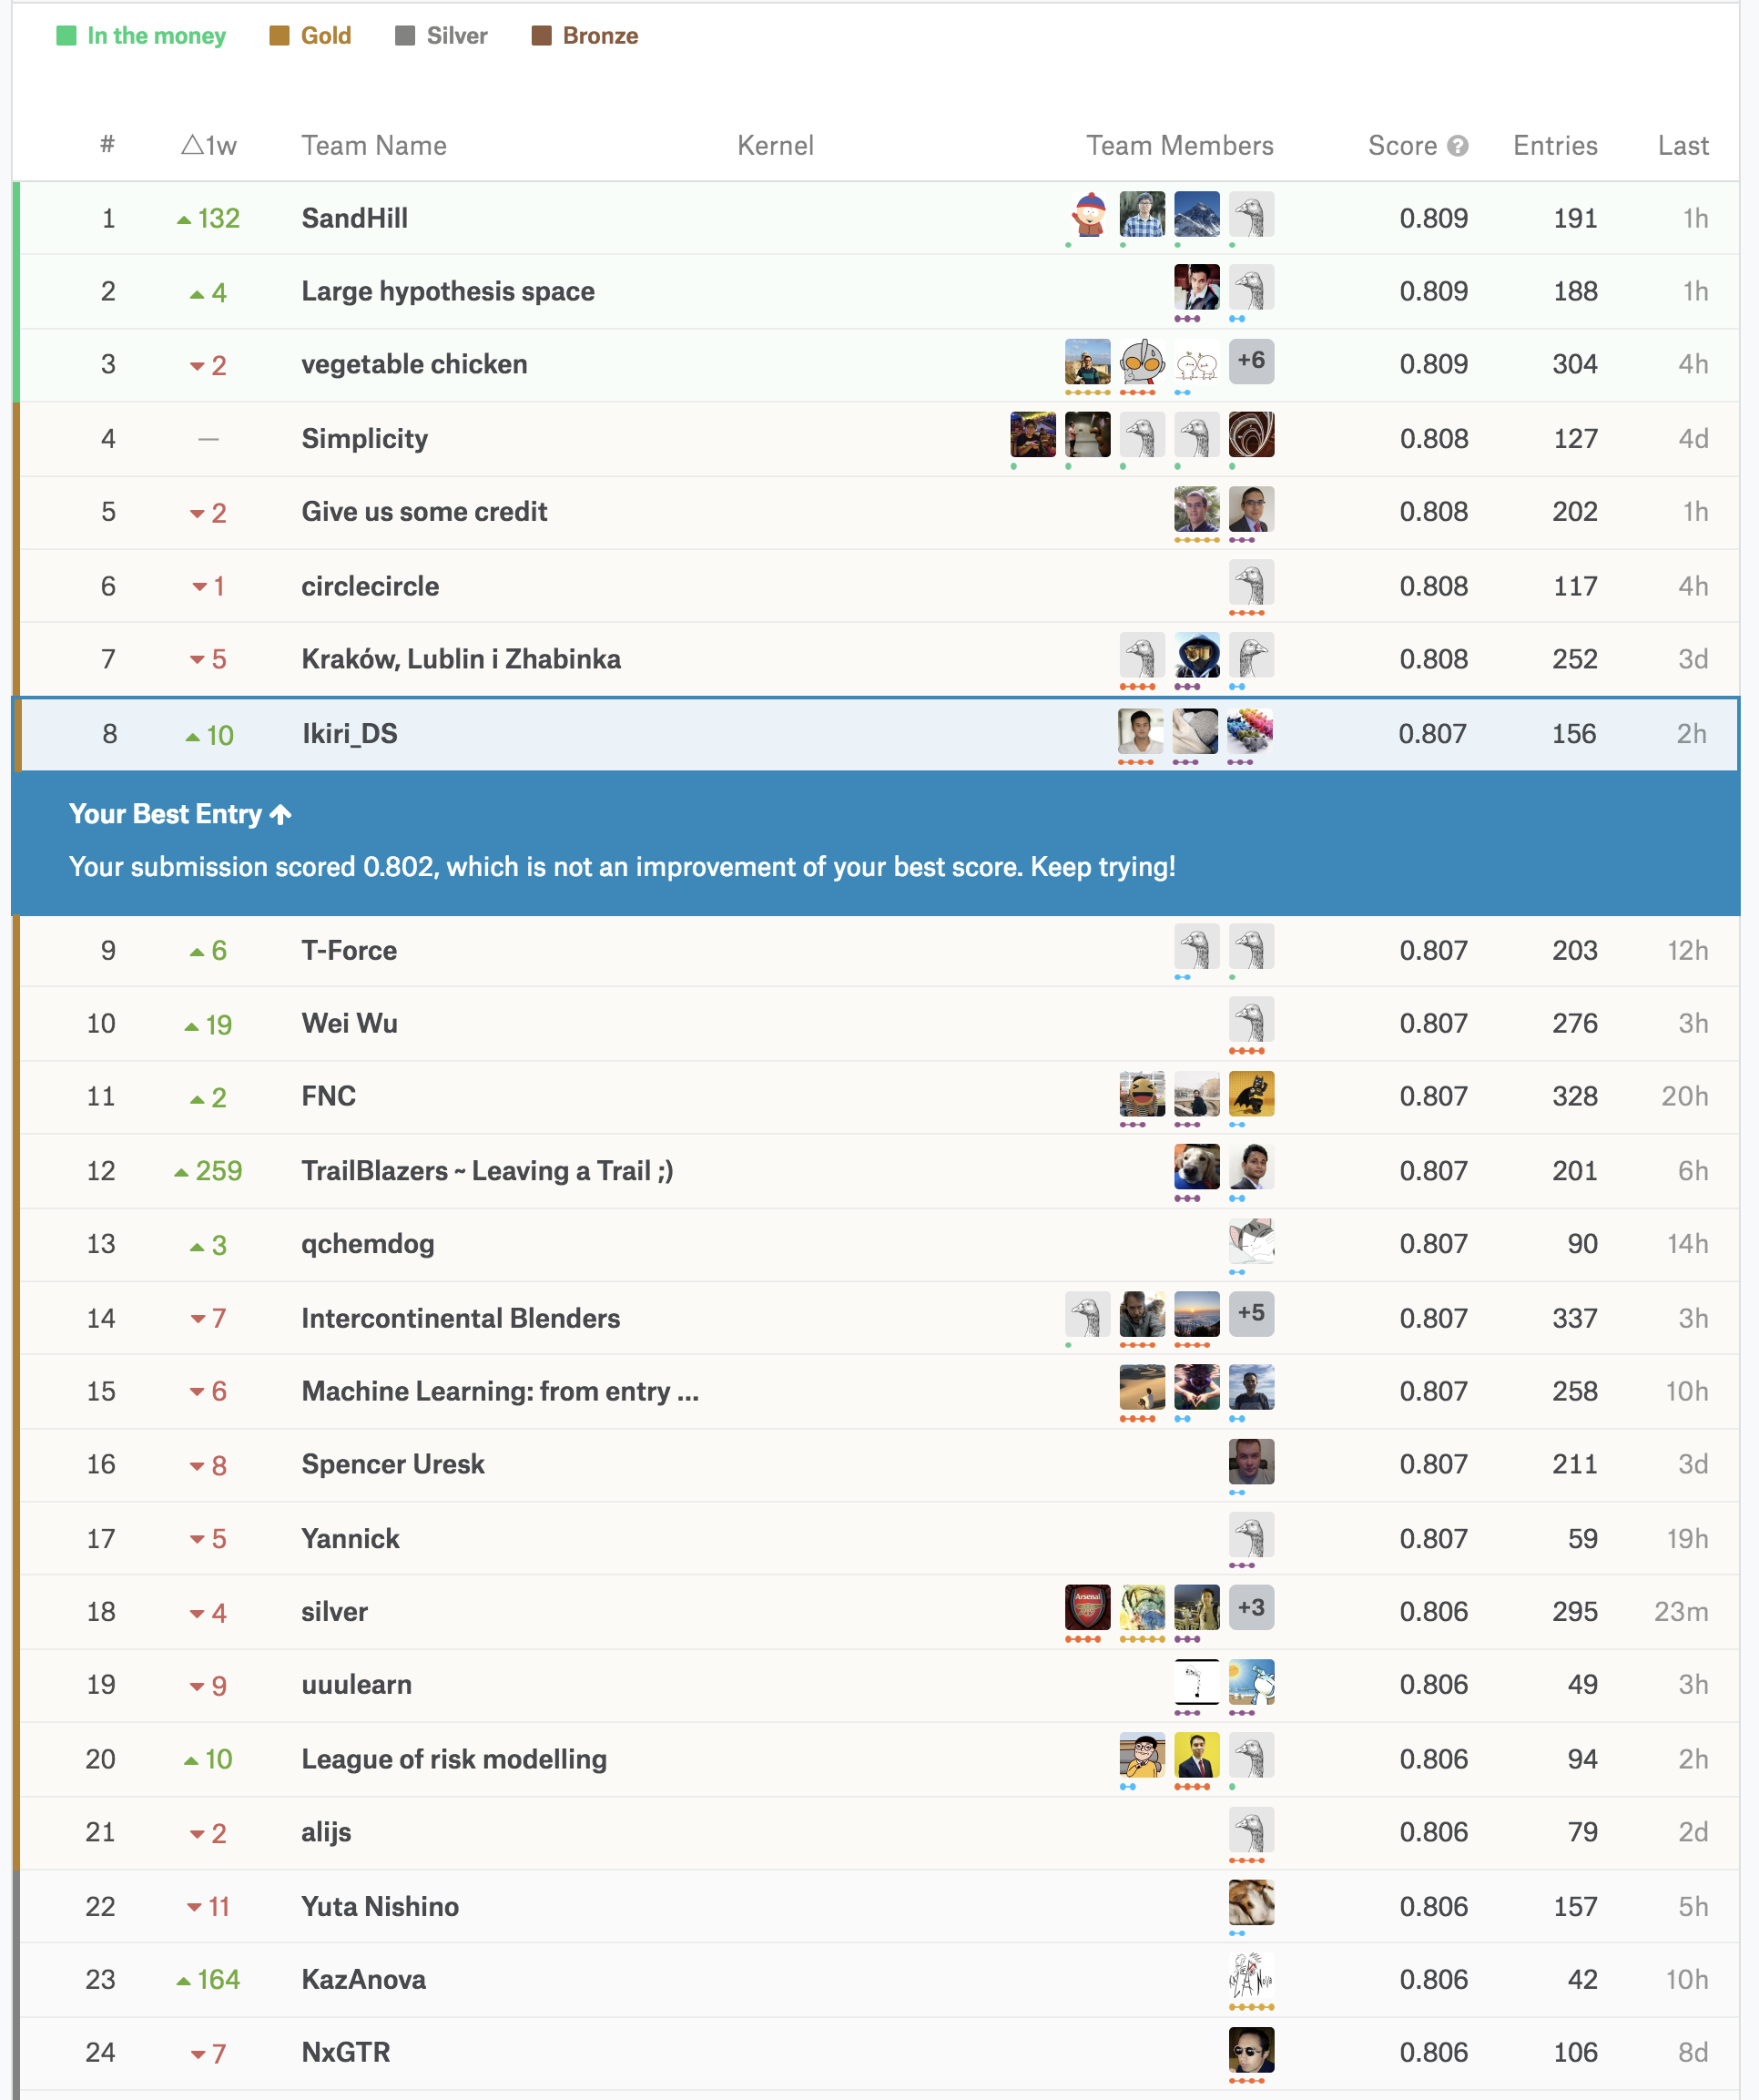 In the money Gold Silver Bronze
# △1w Team Name Kernel Team Members Score ? Entries Last
1 ▲132 SandHill 0.809 191 1h
2 ▲4 Large hypothesis space 0.809 188 1h
3 ▼2 vegetable chicken +6 0.809 304 4h
4 — Simplicity 0.808 127 4d
5 ▼2 Give us some credit 0.808 202 1h
6 ▼1 circlecircle 0.808 117 4h
7 ▼5 Kraków, Lublin i Zhabinka 0.808 252 3d
8 ▲10 Ikiri_DS 0.807 156 2h
Your Best Entry ↑
Your submission scored 0.802, which is not an improvement of your best score. Keep trying!
9 ▲6 T-Force 0.807 203 12h
10 ▲19 Wei Wu 0.807 276 3h
11 ▲2 FNC 0.807 328 20h
12 ▲259 TrailBlazers ~ Leaving a Trail ;) 0.807 201 6h
13 ▲3 qchemdog 0.807 90 14h
14 ▼7 Intercontinental Blenders +5 0.807 337 3h
15 ▼6 Machine Learning: from entry ... 0.807 258 10h
16 ▼8 Spencer Uresk 0.807 211 3d
17 ▼5 Yannick 0.807 59 19h
18 ▼4 silver Arsenal +3 0.806 295 23m
19 ▼9 uuulearn 0.806 49 3h
20 ▲10 League of risk modelling 0.806 94 2h
21 ▼2 alijs 0.806 79 2d
22 ▼11 Yuta Nishino 0.806 157 5h
23 ▲164 KazAnova 0.806 42 10h
24 ▼7 NxGTR 0.806 106 8d